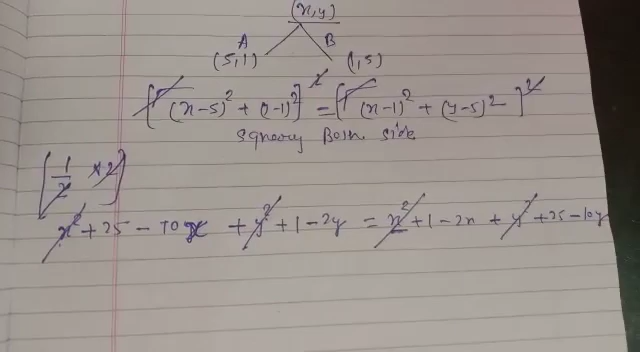 (x,y)
A B
(5,1) (1,5)
[√(x-5)² + (y-1)²]² = [√(x-1)² + (y-5)²]²
Squaring Both side
[1/2 × 2]
x² + 25 - 10x + y² + 1 - 2y = x² + 1 - 2x + y² + 25 - 10y